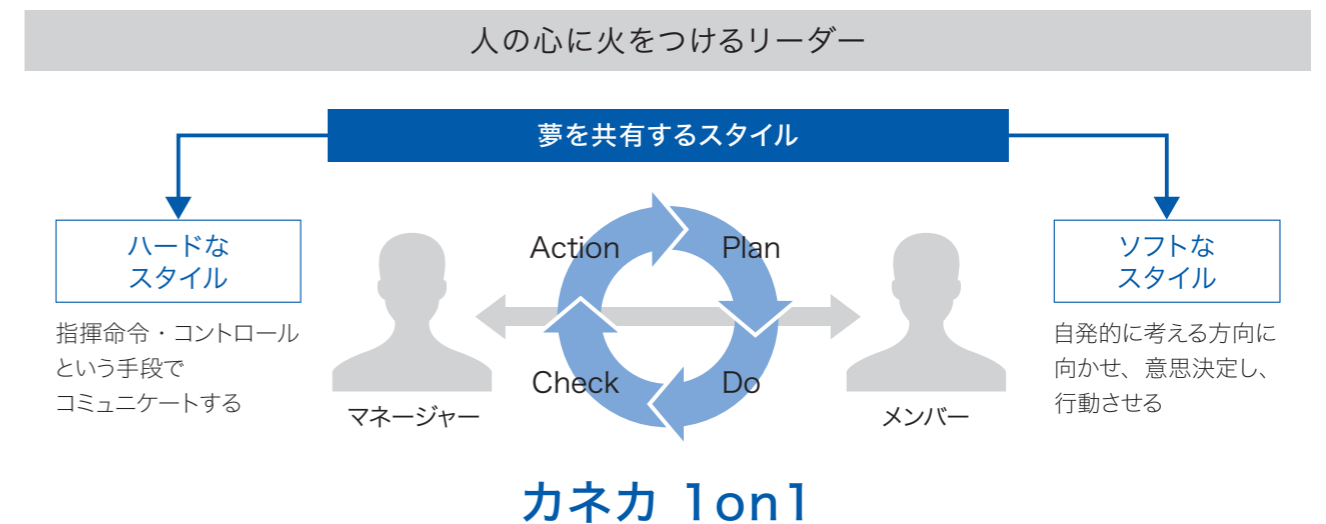 人の心に火をつけるリーダー
夢を共有するスタイル
ハードな
スタイル
指揮命令・コントロール
という手段で
コミュニケートする
マネージャー
Action
Plan
Check
Do
メンバー
ソフトな
スタイル
自発的に考える方向に
向かせ、意思決定し、
行動させる
カネカ 1on1